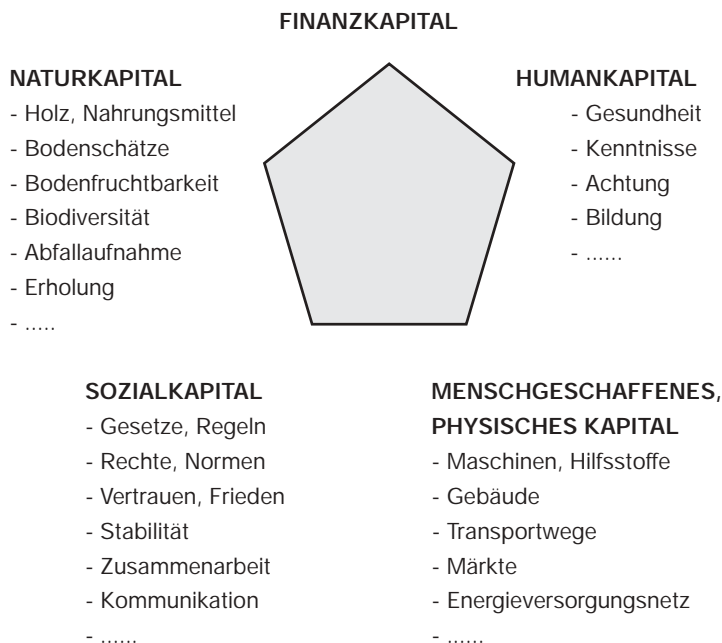 FINANZKAPITAL
NATURKAPITAL
- Holz, Nahrungsmittel
- Bodenschätze
- Bodenfruchtbarkeit
- Biodiversität
- Abfallaufnahme
- Erholung
- .....
HUMANKAPITAL
- Gesundheit
- Kenntnisse
- Achtung
- Bildung
- ......
SOZIALKAPITAL
- Gesetze, Regeln
- Rechte, Normen
- Vertrauen, Frieden
- Stabilität
- Zusammenarbeit
- Kommunikation
- ......
MENSCHGESCHAFFENES,
PHYSISCHES KAPITAL
- Maschinen, Hilfsstoffe
- Gebäude
- Transportwege
- Märkte
- Energieversorgungsnetz
- ......